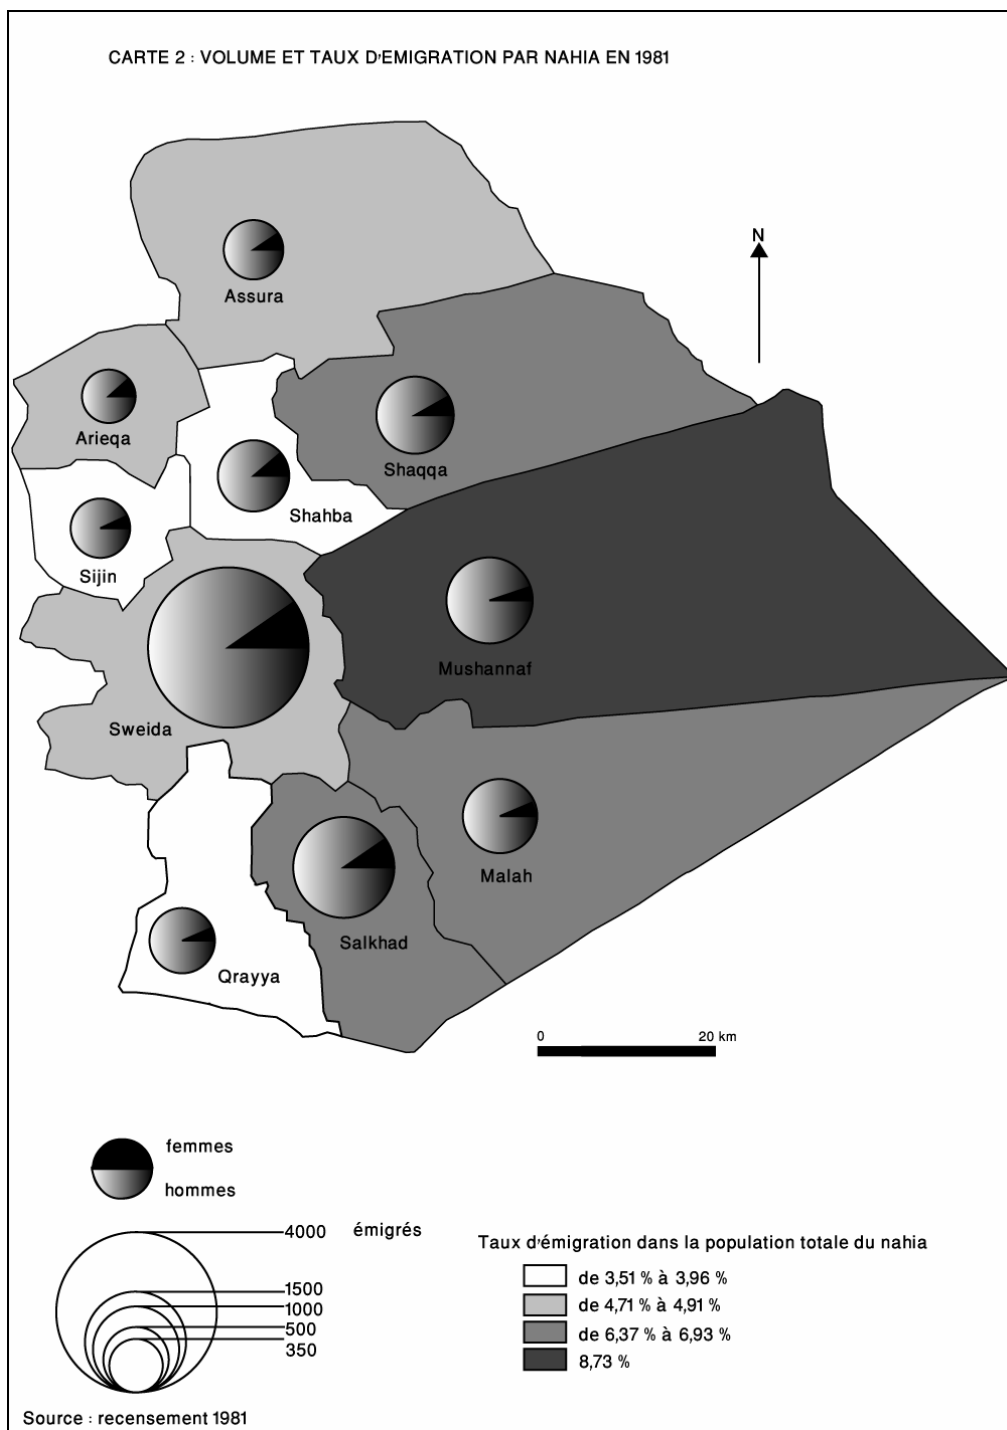 CARTE 2 : VOLUME ET TAUX D'EMIGRATION PAR NAHIA EN 1981
N
Assura
Arieqa
Shaqqa
Shahba
Sijin
Mushannaf
Sweida
Malah
Salkhad
Qrayya
0 20 km
femmes
hommes
4000 émigrés
1500
1000
500
350
Taux d'émigration dans la population totale du nahia
de 3,51 % à 3,96 %
de 4,71 % à 4,91 %
de 6,37 % à 6,93 %
8,73 %
Source : recensement 1981